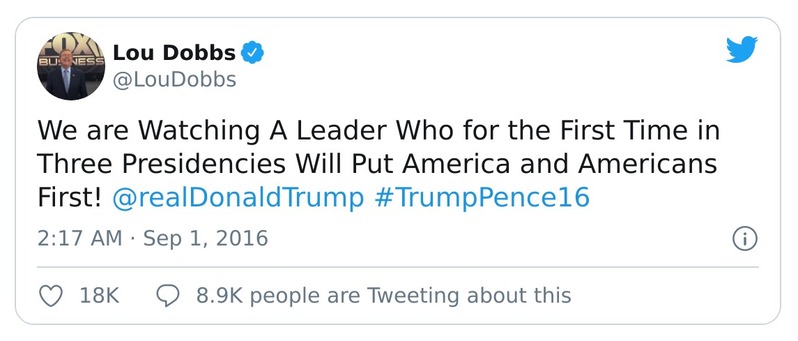 FOX
BUSINESS
Lou Dobbs
@LouDobbs
We are Watching A Leader Who for the First Time in
Three Presidencies Will Put America and Americans
First! @realDonaldTrump #TrumpPence16
2:17 AM · Sep 1, 2016
18K
8.9K people are Tweeting about this